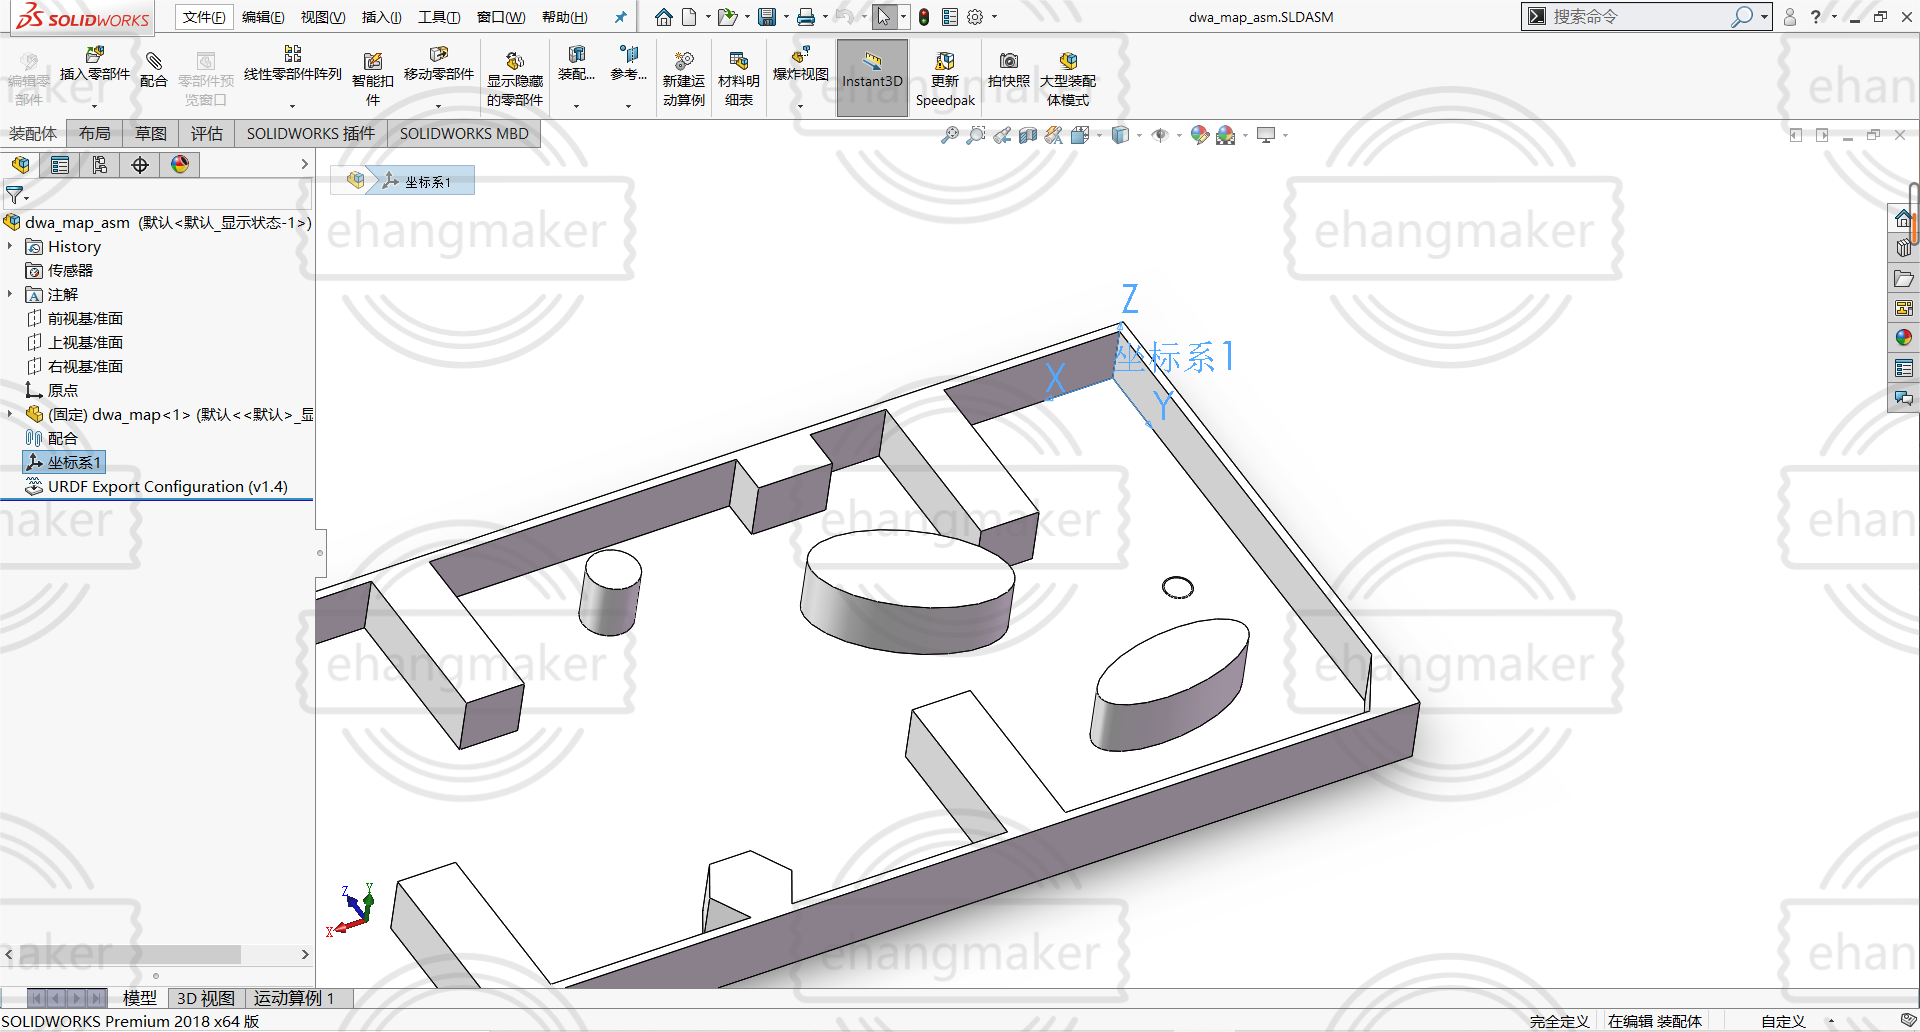 SOLIDWORKS 文件(F) 编辑(E) 视图(V) 插入(I) 工具(T) 窗口(W) 帮助(H) dwa_map_asm.SLDASM 搜索命令
编辑零部件 插入零部件 配合 零部件预览窗口 线性零部件阵列 智能扣件 移动零部件 显示隐藏的零部件 装配... 参考... 新建运动算例 材料明细表 爆炸视图 Instant3D 更新 Speedpak 拍快照 大型装配体模式
装配体 布局 草图 评估 SOLIDWORKS 插件 SOLIDWORKS MBD
坐标系1
dwa_map_asm (默认<默认_显示状态-1>)
History
传感器
注解
前视基准面
上视基准面
右视基准面
原点
(固定) dwa_map<1> (默认<<默认>_显
配合
坐标系1
URDF Export Configuration (v1.4)
Z
坐标系1
X
Y
Z Y
X
ehangmaker
ehangmaker
ehangmaker
ehangmaker
ehangmaker
ehangmaker
模型 3D 视图 运动算例 1
SOLIDWORKS Premium 2018 x64 版 完全定义 在编辑 装配体 自定义